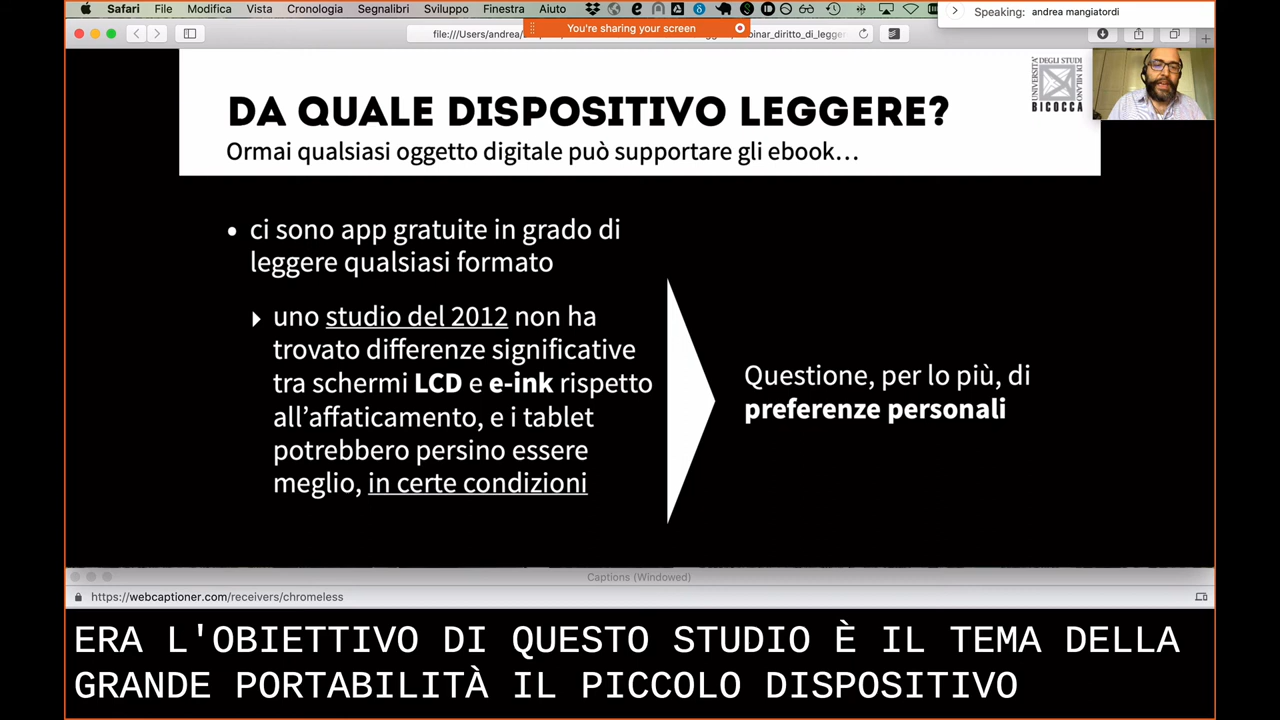 Safari File Modifica Vista Cronologia Segnalibri Sviluppo Finestra Aiuto
Speaking: andrea mangiatordi
You're sharing your screen
file:///Users/andrea/
binar_diritto_di_legger
UNIVERSITÀ DEGLI STUDI DI MILANO
BICOCCA
DA QUALE DISPOSITIVO LEGGERE?
Ormai qualsiasi oggetto digitale può supportare gli ebook…
• ci sono app gratuite in grado di
leggere qualsiasi formato
uno studio del 2012 non ha
trovato differenze significative
tra schermi LCD e e-ink rispetto
all'affaticamento, e i tablet
potrebbero persino essere
meglio, in certe condizioni
Questione, per lo più, di
preferenze personali
Captions (Windowed)
https://webcaptioner.com/receivers/chromeless
ERA L'OBIETTIVO DI QUESTO STUDIO È IL TEMA DELLA
GRANDE PORTABILITÀ IL PICCOLO DISPOSITIVO